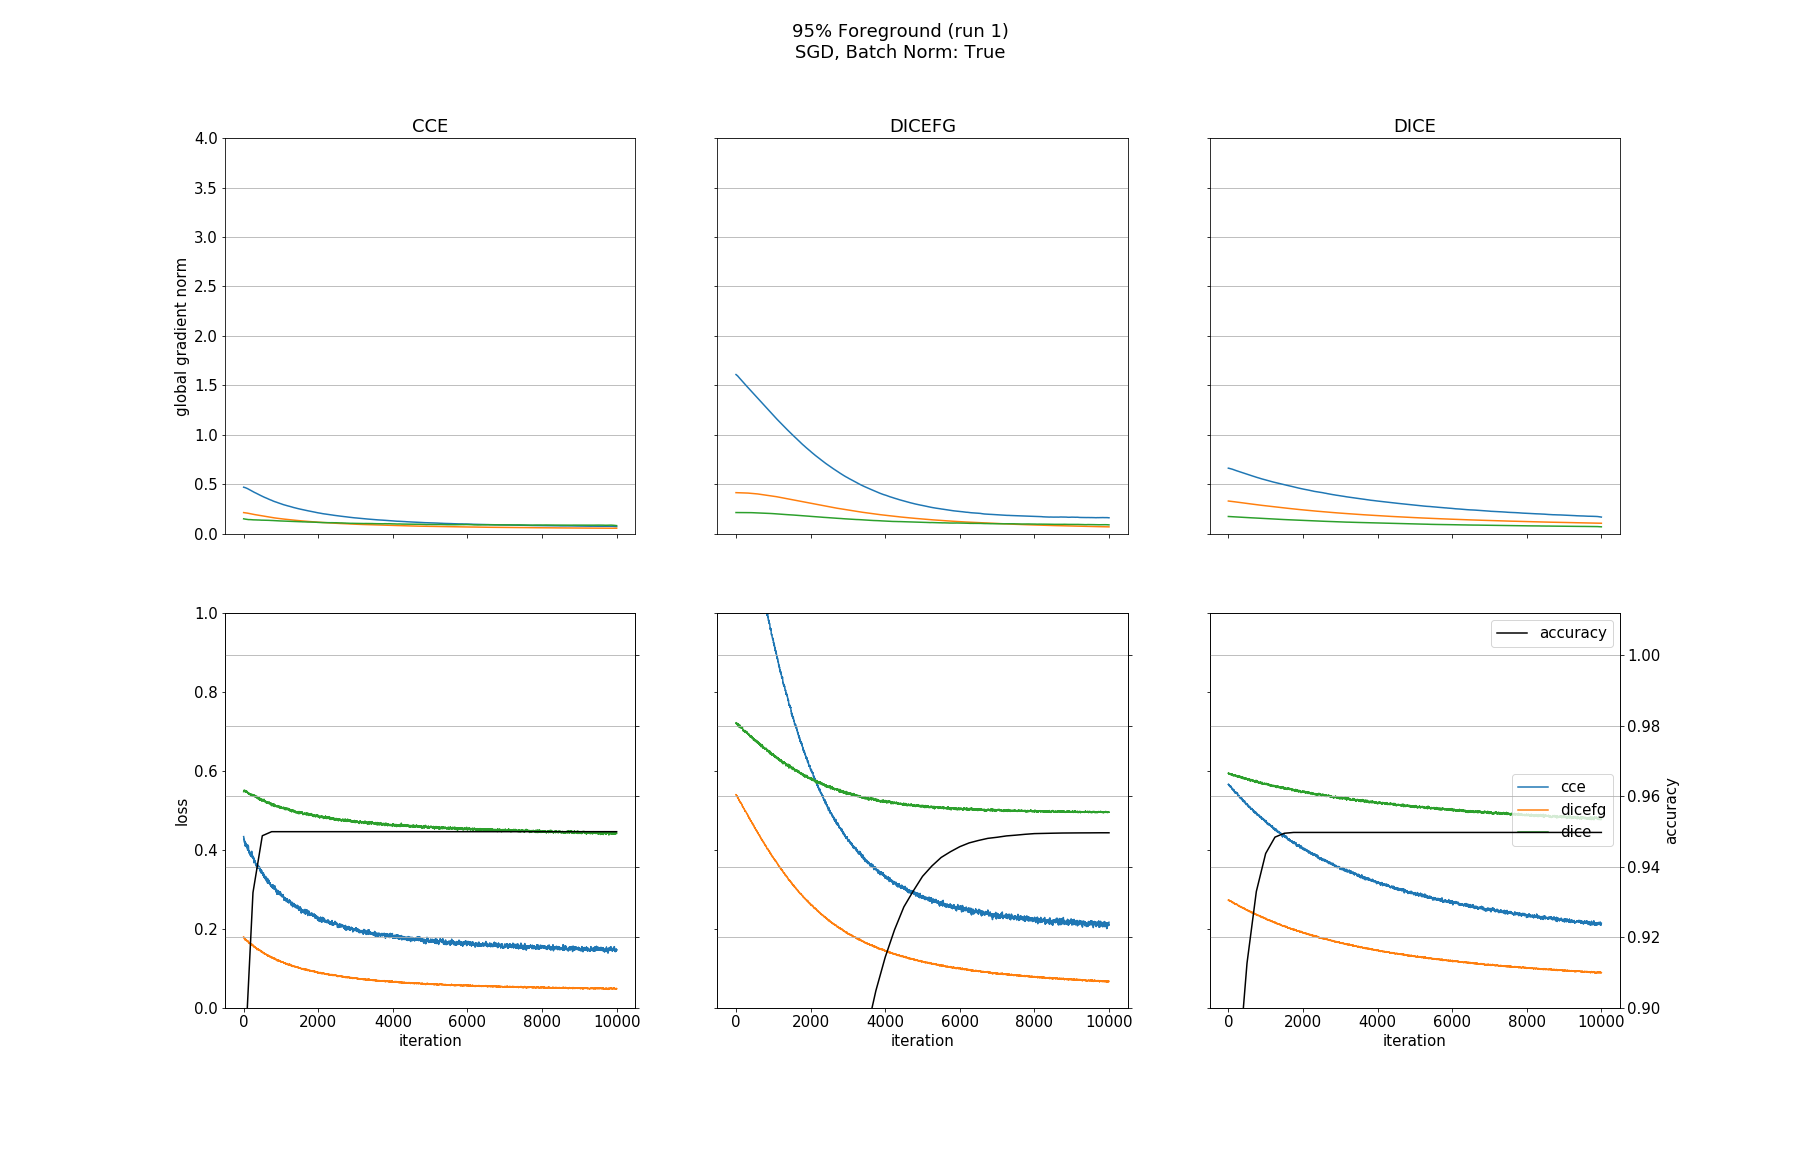 95% Foreground (run 1)
SGD, Batch Norm: True
CCE
DICEFG
DICE
4.0
3.5
3.0
2.5
2.0
1.5
1.0
0.5
0.0
global gradient norm
1.0
0.8
0.6
0.4
0.2
0.0
loss
accuracy
cce
dicefg
dice
1.00
0.98
0.96
0.94
0.92
0.90
accuracy
0 2000 4000 6000 8000 10000
0 2000 4000 6000 8000 10000
0 2000 4000 6000 8000 10000
iteration
iteration
iteration